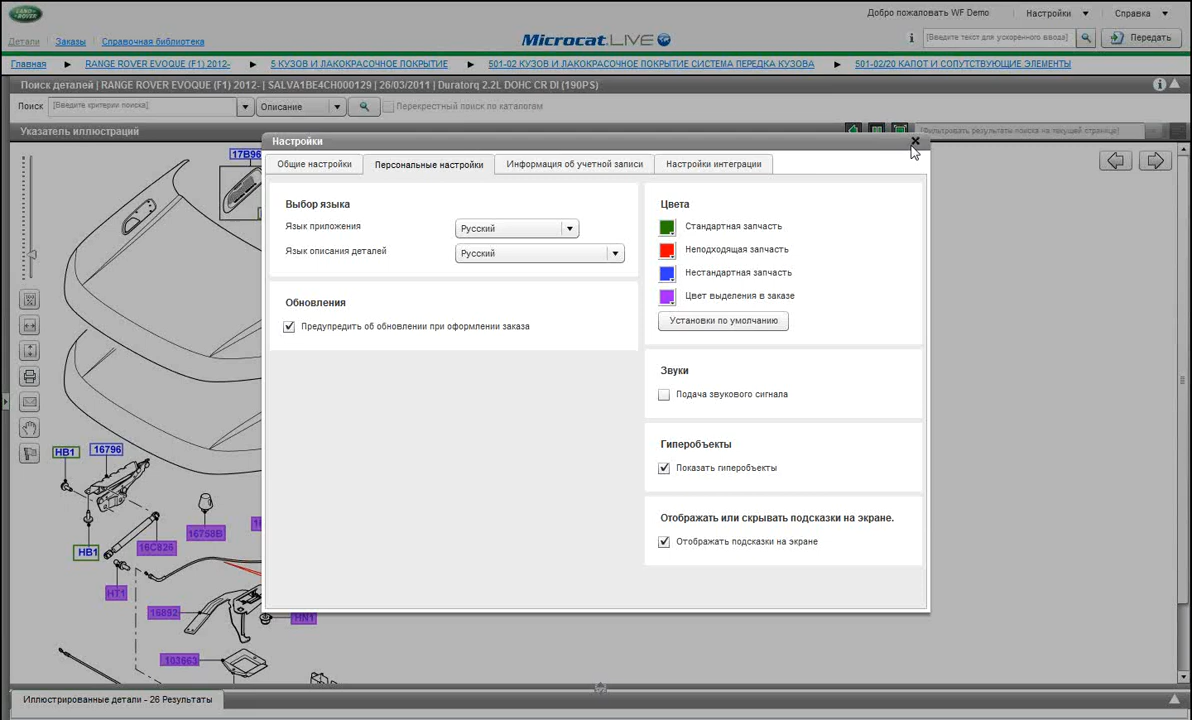 LAND-ROVER
Добро пожаловать WF Demo
Настройки
Справка
Детали
Заказы
Справочная библиотека
Microcat.LIVE
[Введите текст для ускоренного ввода]
Передать
Главная
RANGE ROVER EVOQUE (F1) 2012-
5 КУЗОВ И ЛАКОКРАСОЧНОЕ ПОКРЫТИЕ
501-02 КУЗОВ И ЛАКОКРАСОЧНОЕ ПОКРЫТИЕ СИСТЕМА ПЕРЕДКА КУЗОВА
501-02/20 КАПОТ И СОПУТСТВУЮЩИЕ ЭЛЕМЕНТЫ
Поиск деталей | RANGE ROVER EVOQUE (F1) 2012- | SALVA1BE4CH000129 | 26/03/2011 | Duratorq 2.2L DOHC CR DI (190PS)
Поиск
[Введите критерии поиска]
Описание
Перекрестный поиск по каталогам
Указатель иллюстраций
[Фильтровать результаты поиска на текущей странице]
Настройки
Общие настройки
Персональные настройки
Информация об учетной записи
Настройки интеграции
Выбор языка
Язык приложения
Русский
Язык описания деталей
Русский
Обновления
Предупредить об обновлении при оформлении заказа
Цвета
Стандартная запчасть
Неподходящая запчасть
Нестандартная запчасть
Цвет выделения в заказе
Установки по умолчанию
Звуки
Подача звукового сигнала
Гиперобъекты
Показать гиперобъекты
Отображать или скрывать подсказки на экране.
Отображать подсказки на экране
17B96
HB1
16796
16758B
HB1
16C826
HT1
16892
HN1
103663
Иллюстрированные детали - 26 Результаты